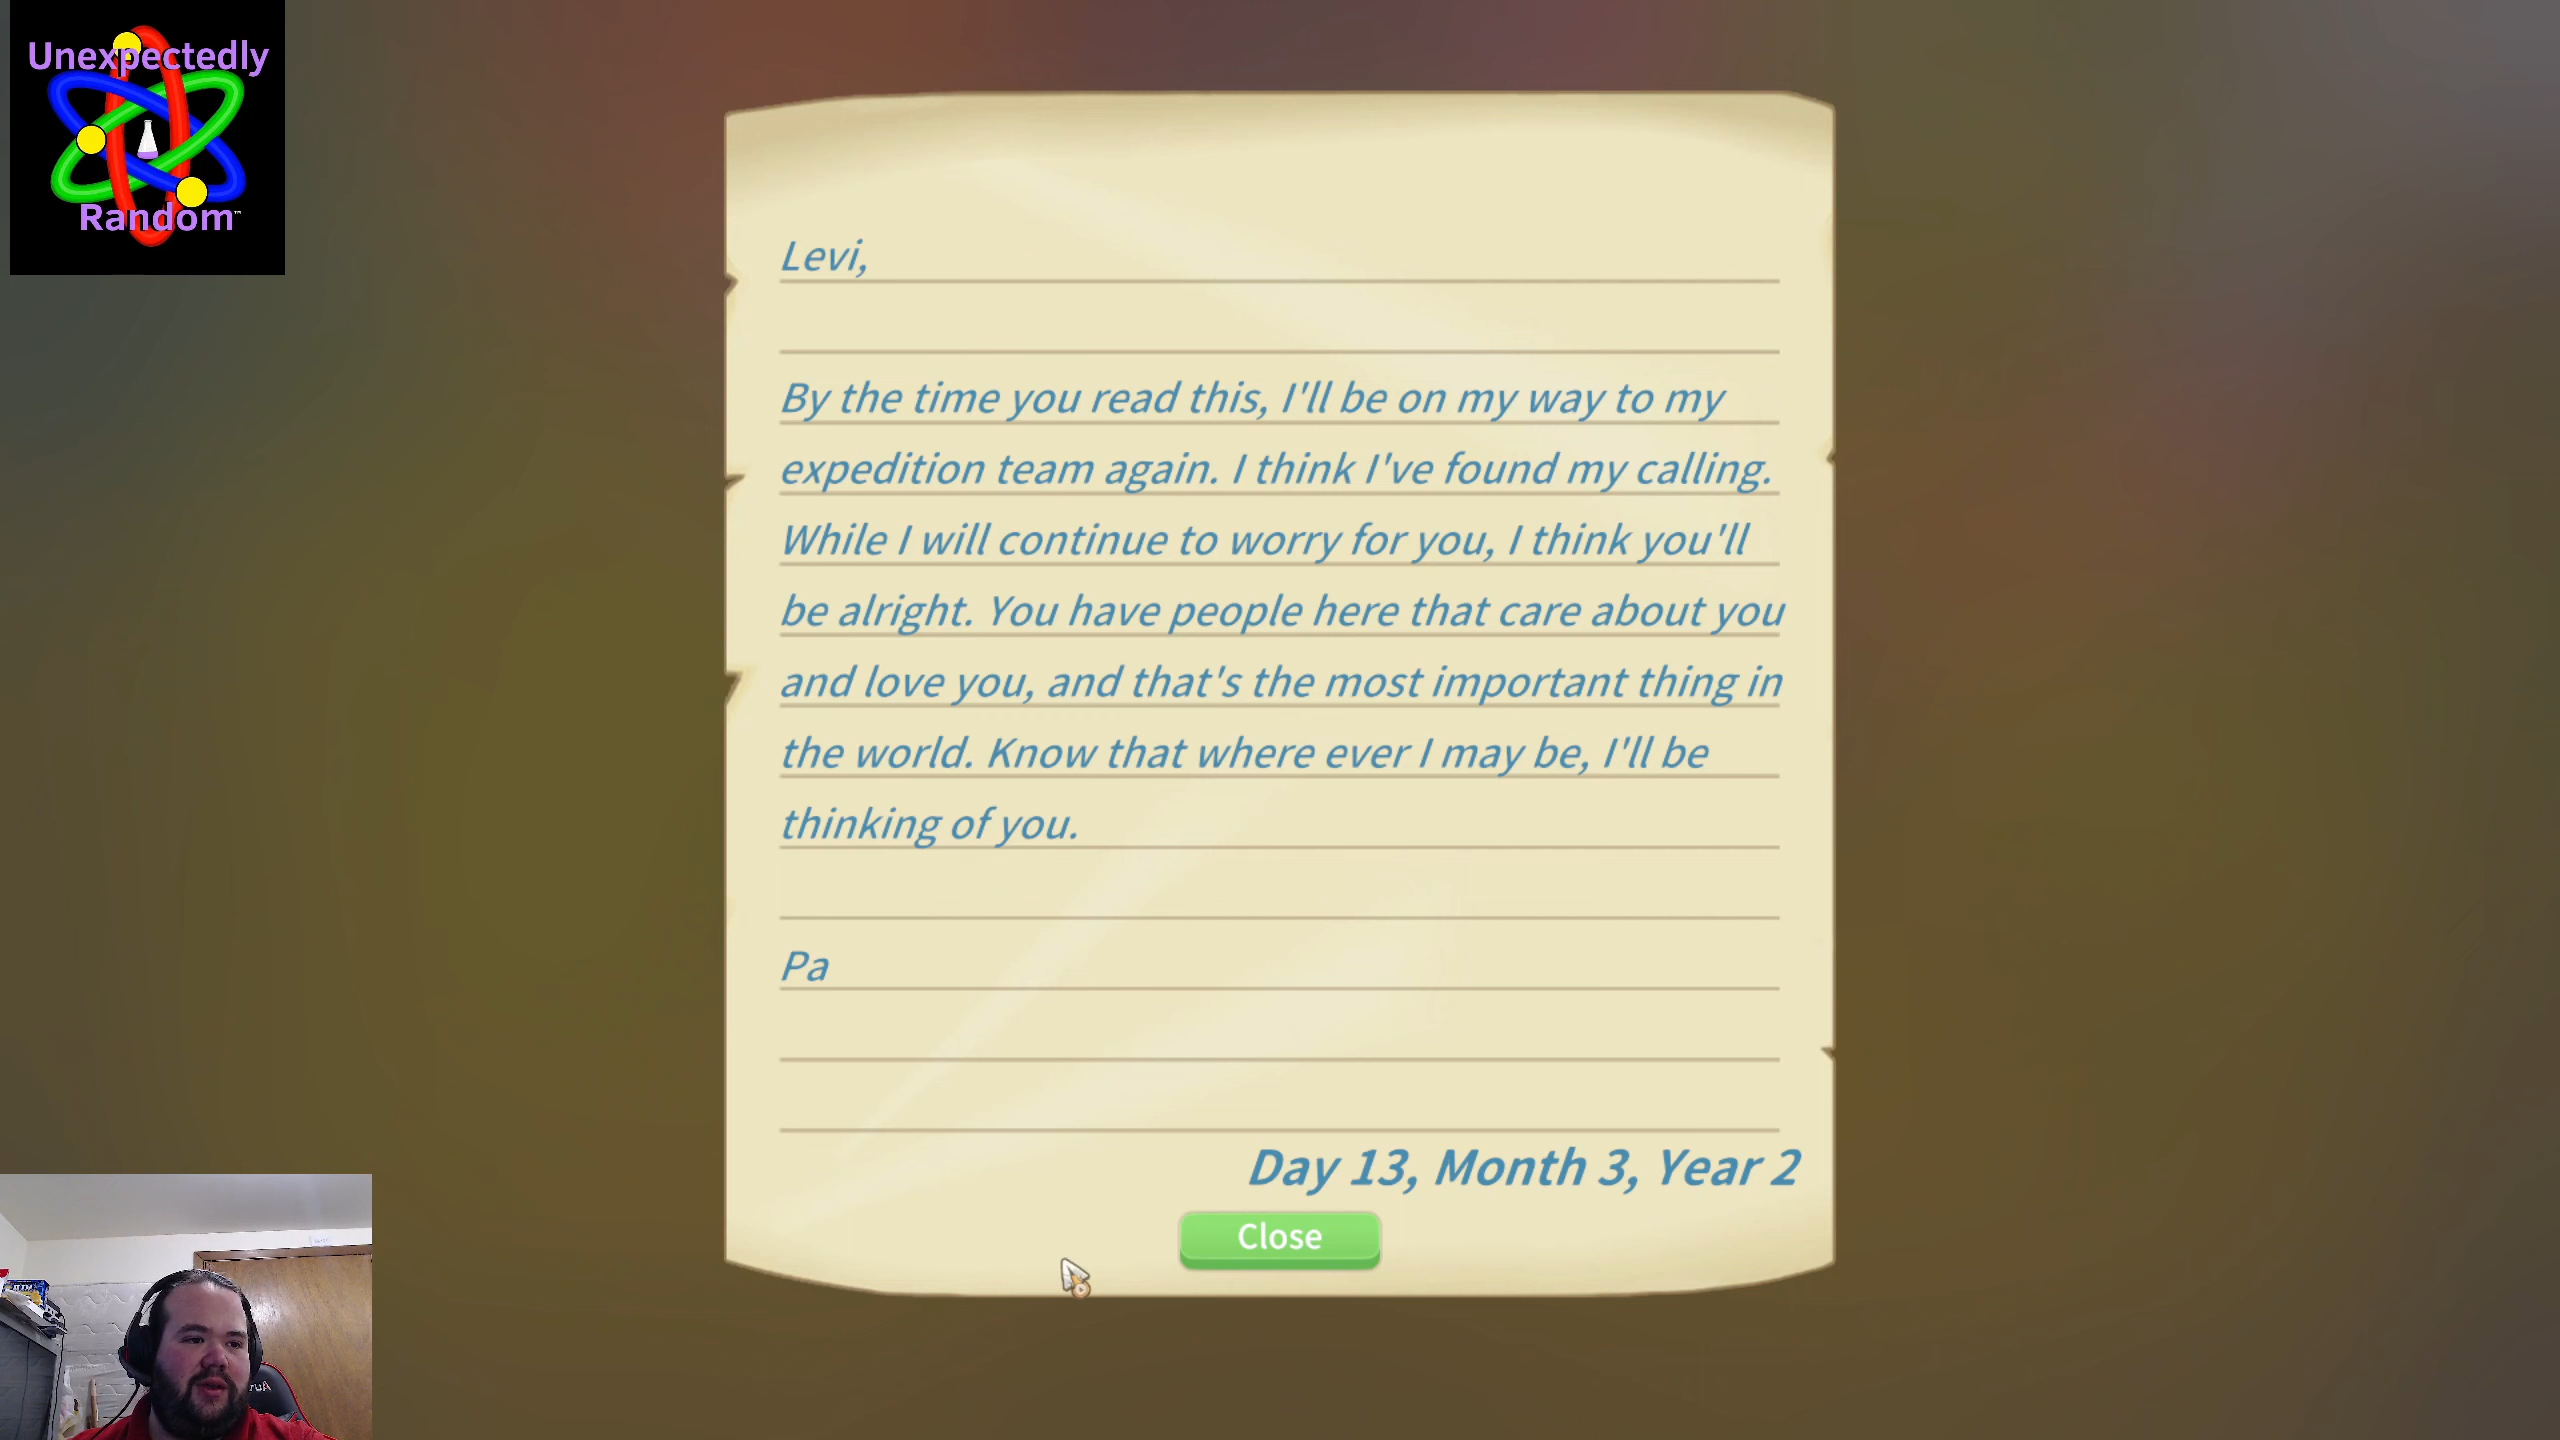 Unexpectedly
Random™
Levi,
By the time you read this, I'll be on my way to my
expedition team again. I think I've found my calling.
While I will continue to worry for you, I think you'll
be alright. You have people here that care about you
and love you, and that's the most important thing in
the world. Know that where ever I may be, I'll be
thinking of you.
Pa
Day 13, Month 3, Year 2
Close